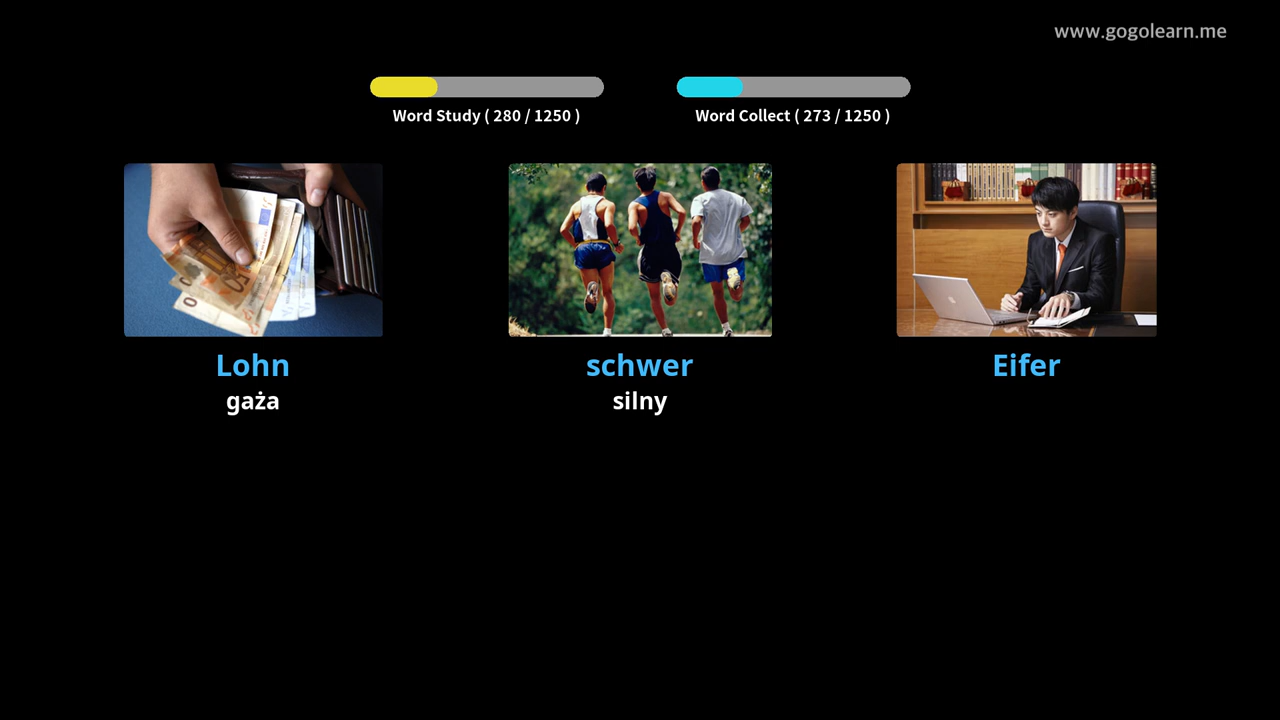 www.gogolearn.me
Word Study ( 280 / 1250 )
Word Collect ( 273 / 1250 )
Lohn
gaża
schwer
silny
Eifer